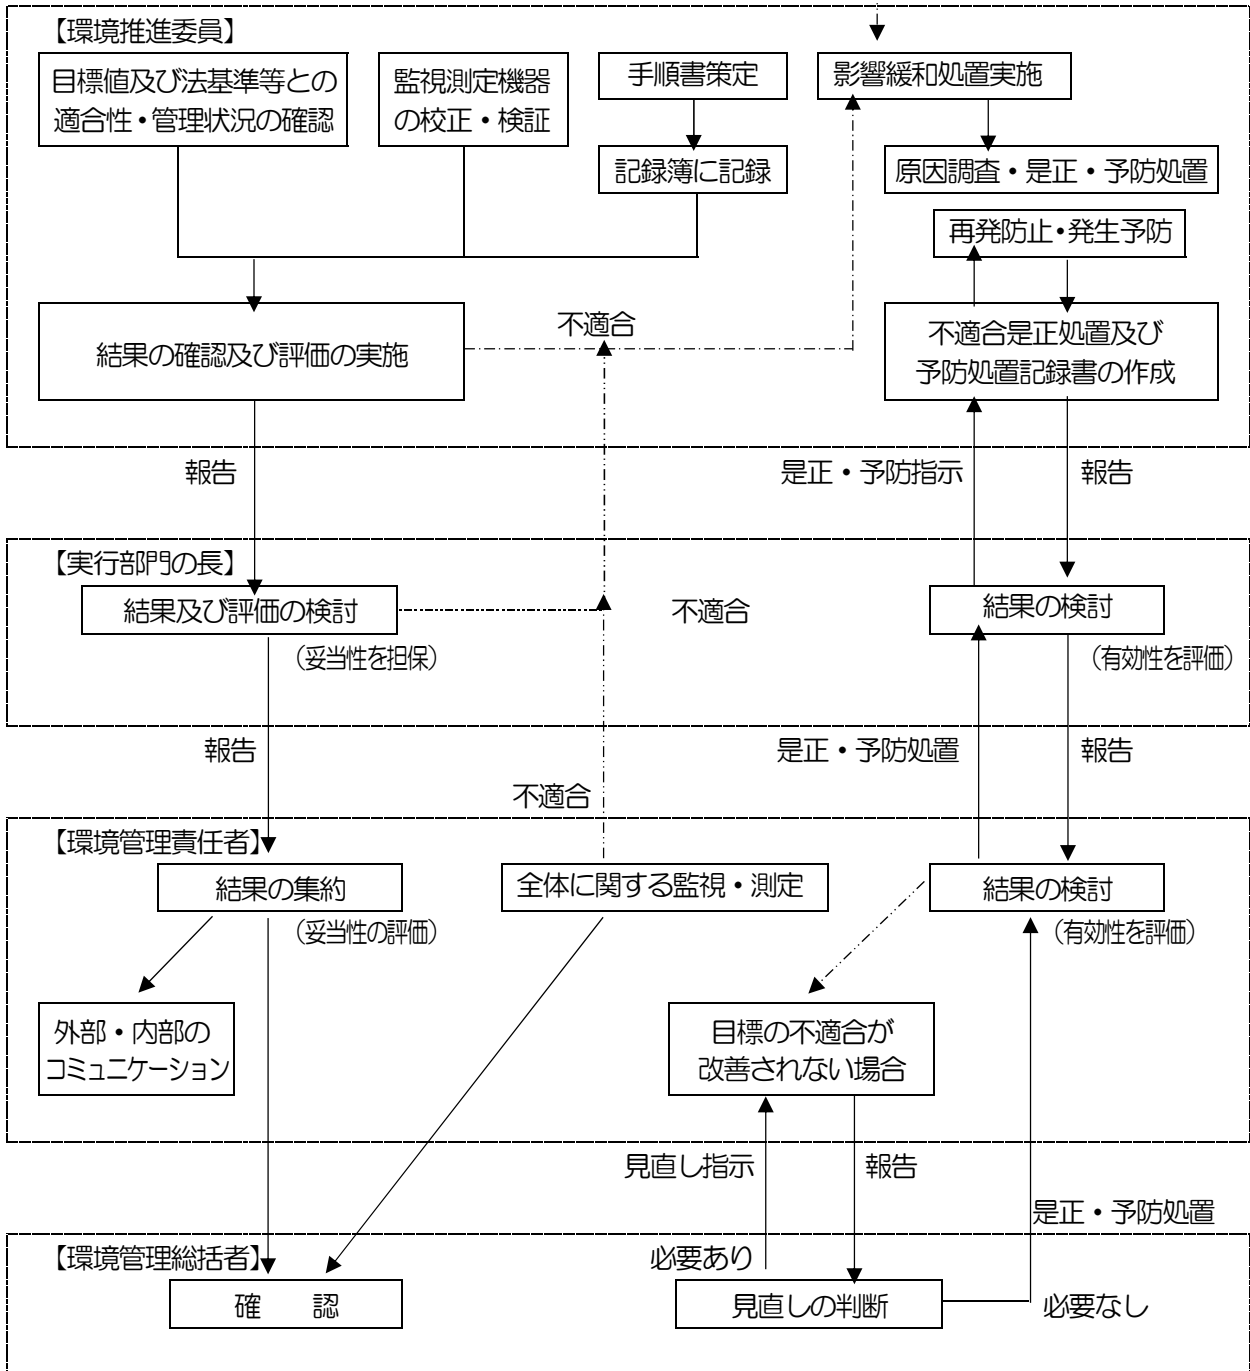 【環境推進委員】
目標値及び法基準等との
適合性・管理状況の確認
監視測定機器
の校正・検証
手順書策定
記録簿に記録
影響緩和処置実施
原因調査・是正・予防処置
再発防止・発生予防
結果の確認及び評価の実施
不適合
不適合是正処置及び
予防処置記録書の作成
報告
是正・予防指示
報告
【実行部門の長】
結果及び評価の検討
(妥当性を担保)
不適合
結果の検討
(有効性を評価)
報告
不適合
是正・予防処置
報告
【環境管理責任者】
結果の集約
(妥当性の評価)
全体に関する監視・測定
結果の検討
(有効性を評価)
外部・内部の
コミュニケーション
目標の不適合が
改善されない場合
見直し指示
報告
是正・予防処置
【環境管理総括者】
確 認
必要あり
見直しの判断
必要なし